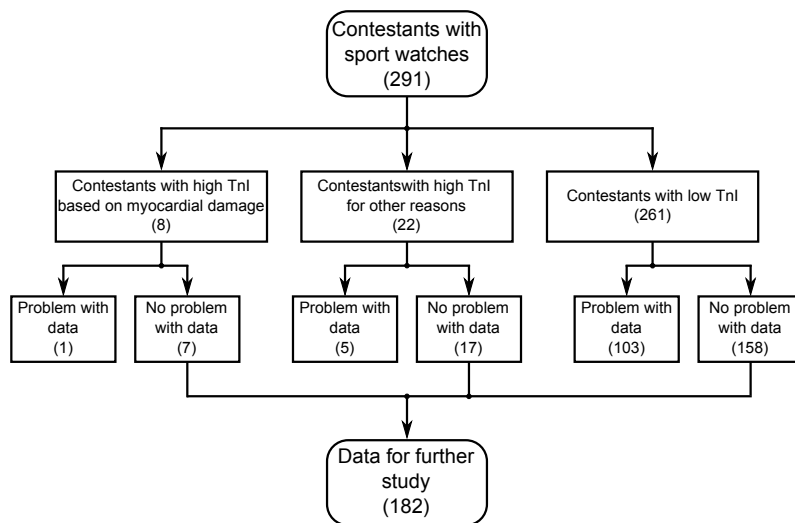 Contestants with
sport watches
(291)
Contestants with high TnI
based on myocardial damage
(8)
Contestantswith high TnI
for other reasons
(22)
Contestants with low TnI
(261)
Problem with
data
(1)
No problem
with data
(7)
Problem with
data
(5)
No problem
with data
(17)
Problem with
data
(103)
No problem
with data
(158)
Data for further
study
(182)